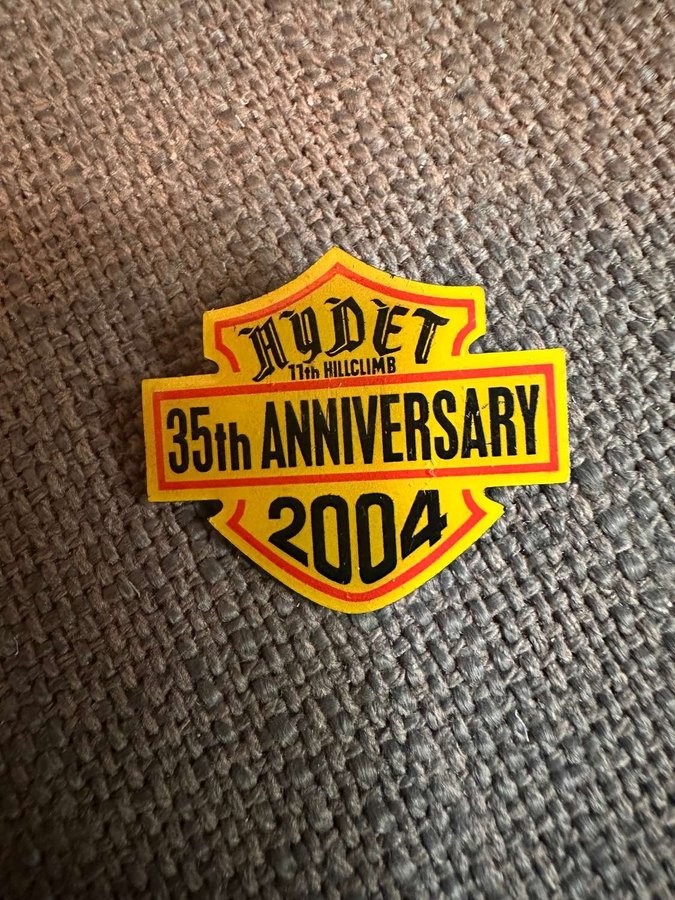 HYDET
11th HILLCLIMB
35th ANNIVERSARY
2004